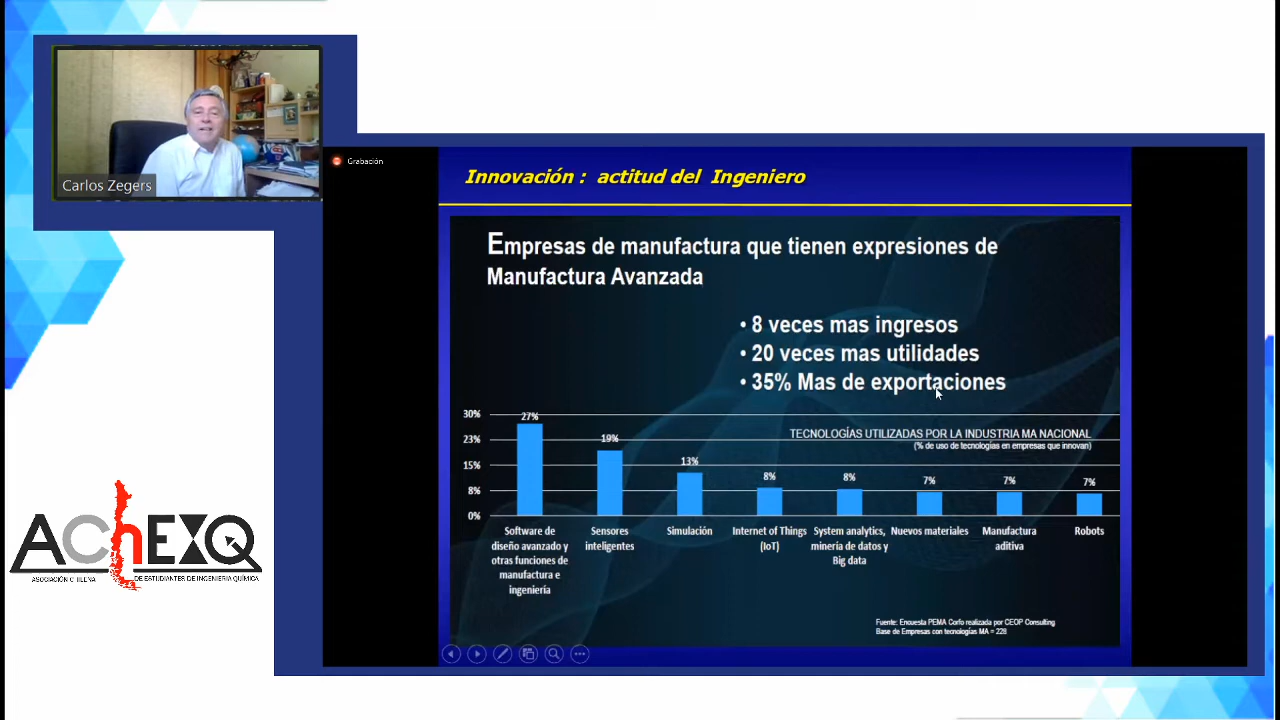 Carlos Zegers
Grabación
Innovación : actitud del Ingeniero
Empresas de manufactura que tienen expresiones de
Manufactura Avanzada
• 8 veces mas ingresos
• 20 veces mas utilidades
• 35% Mas de exportaciones
TECNOLOGÍAS UTILIZADAS POR LA INDUSTRIA MA NACIONAL
(% de uso de tecnologías en empresas que innovan)
30%
23%
15%
8%
0%
27%
19%
13%
8%
8%
7%
7%
7%
Software de
diseño avanzado y
otras funciones de
manufactura e
ingeniería
Sensores
inteligentes
Simulación
Internet of Things
(IoT)
System analytics,
minería de datos y
Big data
Nuevos materiales
Manufactura
aditiva
Robots
Fuente: Encuesta PEMA Corfo realizada por CEOP Consulting
Base de Empresas con tecnologías MA = 228
AChEXQ
ASOCIACIÓN CHILENA
DE ESTUDIANTES DE INGENIERIA QUÍMICA